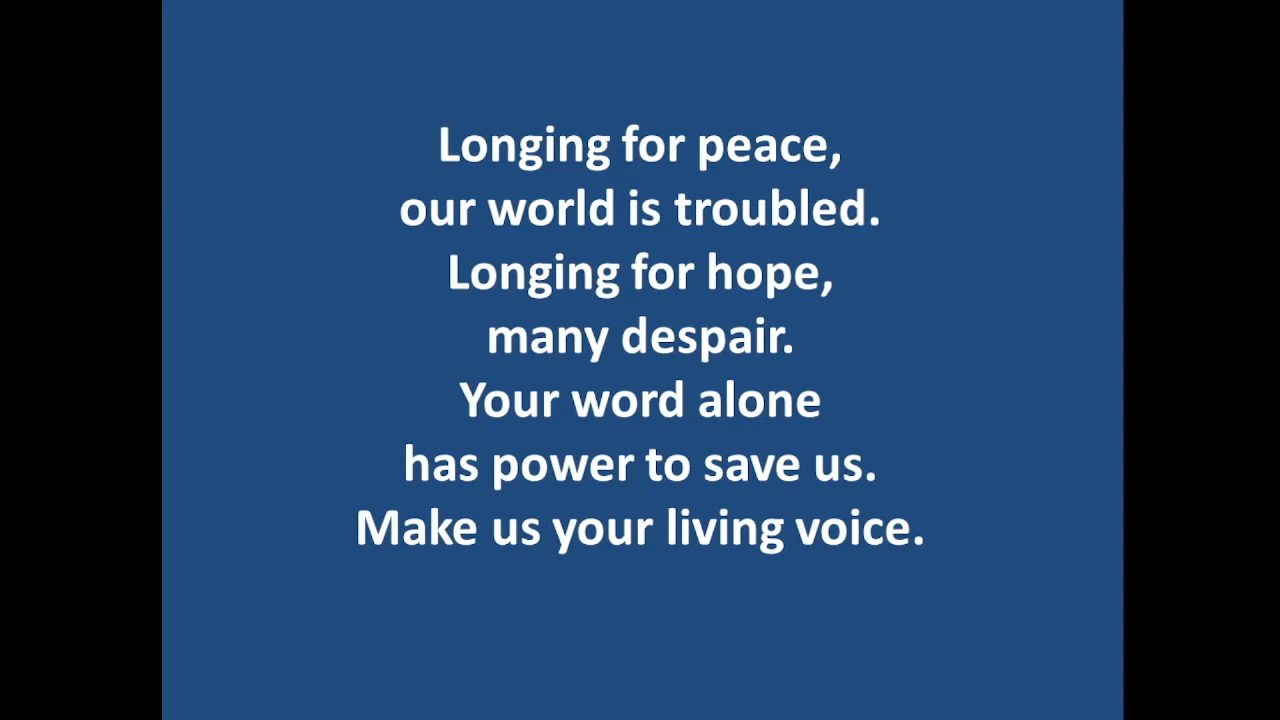 Longing for peace,
our world is troubled.
Longing for hope,
many despair.
Your word alone
has power to save us.
Make us your living voice.